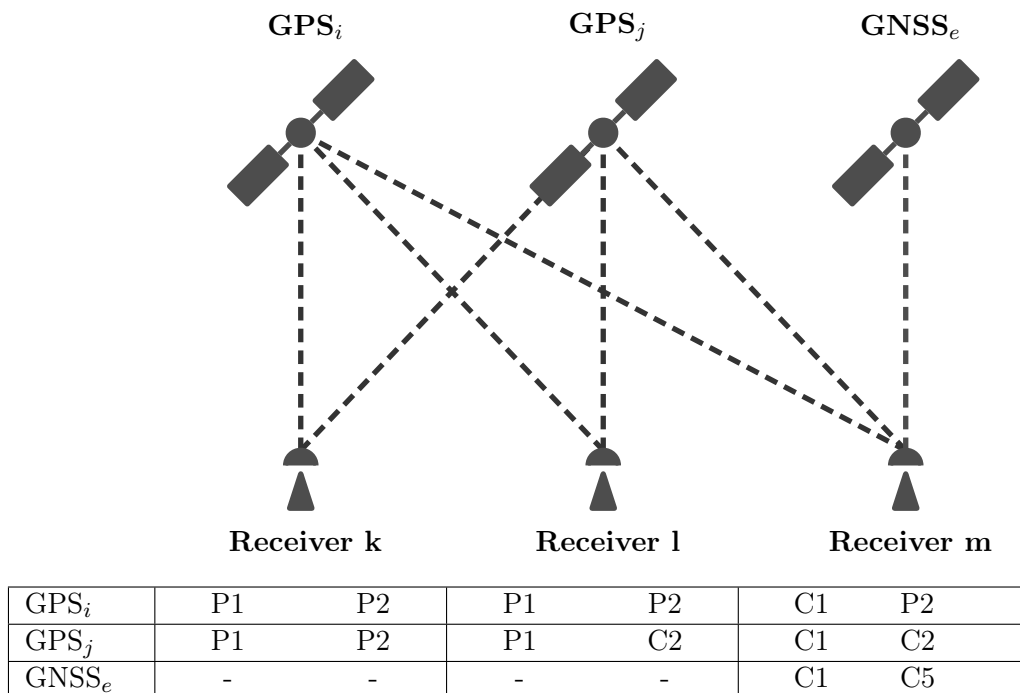 GPS_i GPS_j GNSS_e
Receiver k Receiver l Receiver m
GPS_i P1 P2 P1 P2 C1 P2
GPS_j P1 P2 P1 C2 C1 C2
GNSS_e - - - - C1 C5